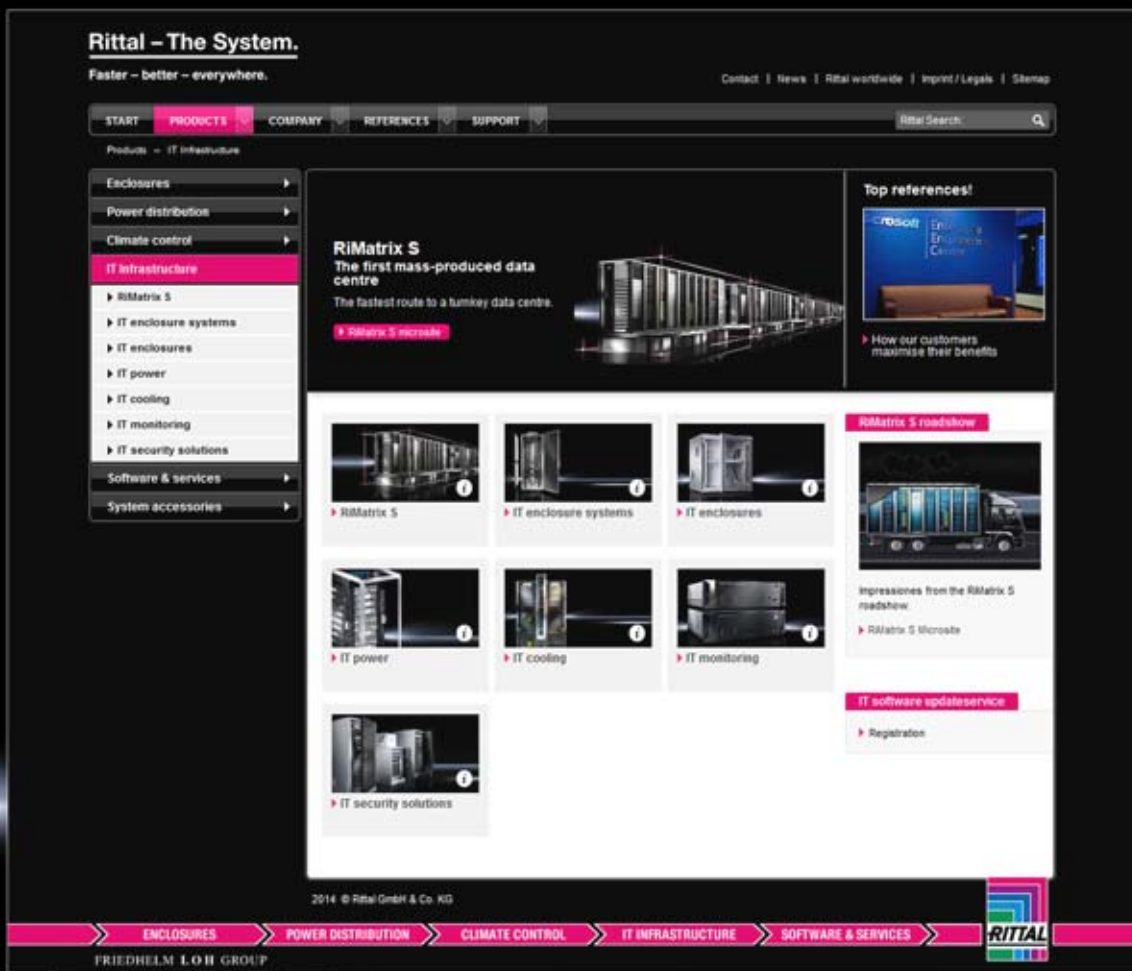 Rittal – The System.
Faster – better – everywhere.
Contact | News | Rittal worldwide | Imprint / Legals | Sitemap
START PRODUCTS COMPANY REFERENCES SUPPORT
Rittal Search:
Products – IT Infrastructure
Enclosures
Power distribution
Climate control
IT Infrastructure
RiMatrix S
IT enclosure systems
IT enclosures
IT power
IT cooling
IT monitoring
IT security solutions
Software & services
System accessories
RiMatrix S
The first mass-produced data
centre
The fastest route to a turnkey data centre.
RiMatrix S microsite
Top references!
crosoft
Center
How our customers
maximise their benefits
RiMatrix S
IT enclosure systems
IT enclosures
IT power
IT cooling
IT monitoring
IT security solutions
RiMatrix S roadshow
Impressiones from the RiMatrix S
roadshow.
RiMatrix S Microsite
IT software updateservice
Registration
2014 © Rittal GmbH & Co. KG
ENCLOSURES POWER DISTRIBUTION CLIMATE CONTROL IT INFRASTRUCTURE SOFTWARE & SERVICES
RITTAL
FRIEDHELM LOH GROUP